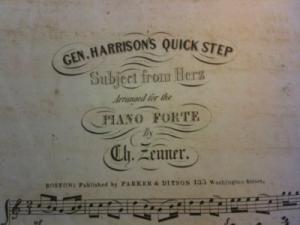 GEN. HARRISON'S QUICK STEP
Subject from Herz
Arranged for the
PIANO FORTE
By
Ch. Zenner.
BOSTON: Published by PARKER & DITSON 135 Washington Street.